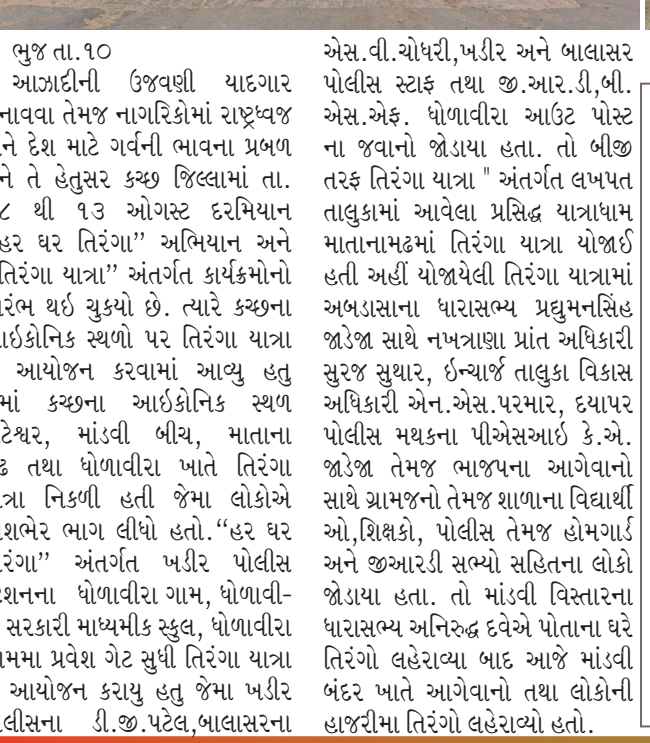 ભુજ તા.૧૦
આઝાદીની ઉજવણી યાદગાર
નાવવા તેમજ નાગરિકોમાં રાષ્ટ્રધ્વજ
ને દેશ માટે ગર્વની ભાવના પ્રબળ
ને તે હેતુસર કચ્છ જિલ્લામાં તા.
૮ થી ૧૩ ઓગસ્ટ દરમિયાન
હર ઘર તિરંગા’’ અભિયાન અને
તિરંગા યાત્રા’’ અંતર્ગત કાર્યક્રમોનો
રંભ થઇ ચુકયો છે. ત્યારે કચ્છના
ઇકોનિક સ્થળો પર તિરંગા યાત્રા
આયોજન કરવામાં આવ્યુ હતુ
માં કચ્છના આઇકોનિક સ્થળ
ટેશ્વર, માંડવી બીચ, માતાના
ઢ તથા ધોળાવીરા ખાતે તિરંગા
ત્રા નિકળી હતી જેમા લોકોએ
શભેર ભાગ લીધો હતો.‘‘હર ઘર
રંગા’’ અંતર્ગત ખડીર પોલીસ
શનના ધોળાવીરા ગામ, ધોળાવી-
સરકારી માધ્યમીક સ્કુલ, ધોળાવીરા
મમા પ્રવેશ ગેટ સુધી તિરંગા યાત્રા
આયોજન કરાયુ હતુ જેમા ખડીર
લીસના ડી.જી.પટેલ,બાલાસરના
એસ.વી.ચોધરી,ખડીર અને બાલાસર
પોલીસ સ્ટાફ તથા જી.આર.ડી,બી.
એસ.એફ. ધોળાવીરા આઉટ પોસ્ટ
ના જવાનો જોડાયા હતા. તો બીજી
તરફ તિરંગા યાત્રા " અંતર્ગત લખપત
તાલુકામાં આવેલા પ્રસિદ્ધ યાત્રાધામ
માતાનામઢમાં તિરંગા યાત્રા યોજાઈ
હતી અહીં યોજાયેલી તિરંગા યાત્રામાં
અબડાસાના ધારાસભ્ય પ્રદ્યુમનસિંહ
જાડેજા સાથે નખત્રાણા પ્રાંત અધિકારી
સુરજ સુથાર, ઇન્ચાર્જ તાલુકા વિકાસ
અધિકારી એન.એસ.પરમાર, દયાપર
પોલીસ મથકના પીએસઆઇ કે.એ.
જાડેજા તેમજ ભાજપના આગેવાનો
સાથે ગ્રામજનો તેમજ શાળાના વિદ્યાર્થી
ઓ,શિક્ષકો, પોલીસ તેમજ હોમગાર્ડ
અને જીઆરડી સભ્યો સહિતના લોકો
જોડાયા હતા. તો માંડવી વિસ્તારના
ધારાસભ્ય અનિરુદ્ધ દવેએ પોતાના ઘરે
તિરંગો લહેરાવ્યા બાદ આજે માંડવી
બંદર ખાતે આગેવાનો તથા લોકોની
હાજરીમા તિરંગો લહેરાવ્યો હતો.